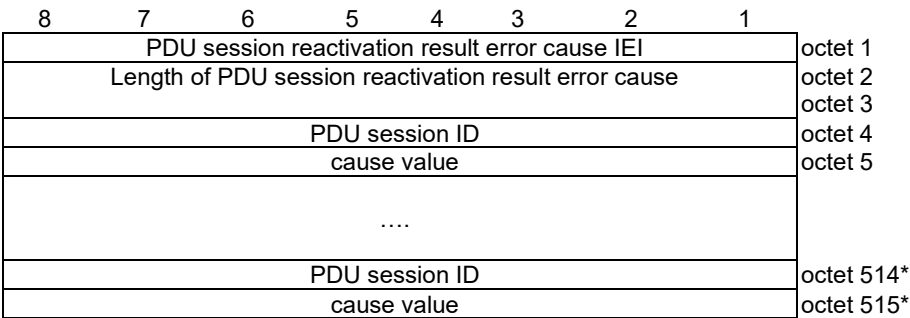 8 7 6 5 4 3 2 1
PDU session reactivation result error cause IEI octet 1
Length of PDU session reactivation result error cause octet 2
octet 3
PDU session ID octet 4
cause value octet 5
….
PDU session ID octet 514*
cause value octet 515*